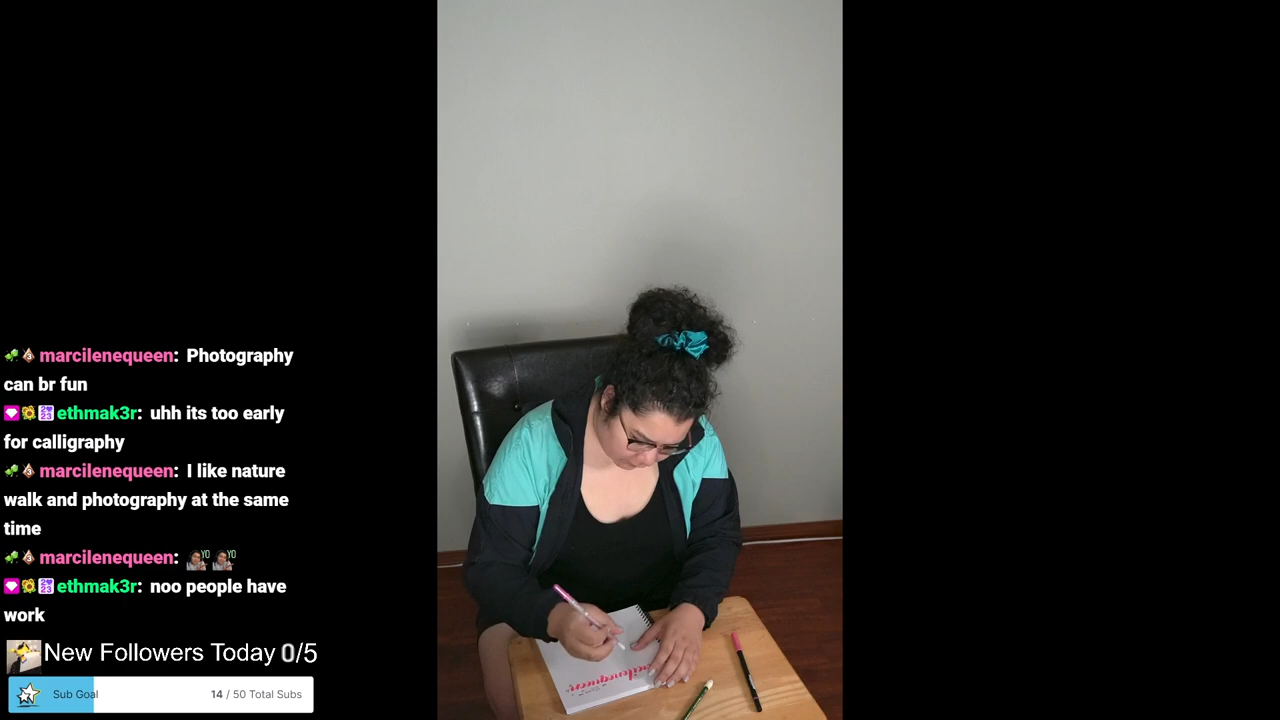 marcilenequeen: Photography
can br fun
ethmak3r: uhh its too early
for calligraphy
marcilenequeen: I like nature
walk and photography at the same
time
marcilenequeen: YO YO
ethmak3r: noo people have
work
New Followers Today 0/5
Sub Goal 14 / 50 Total Subs